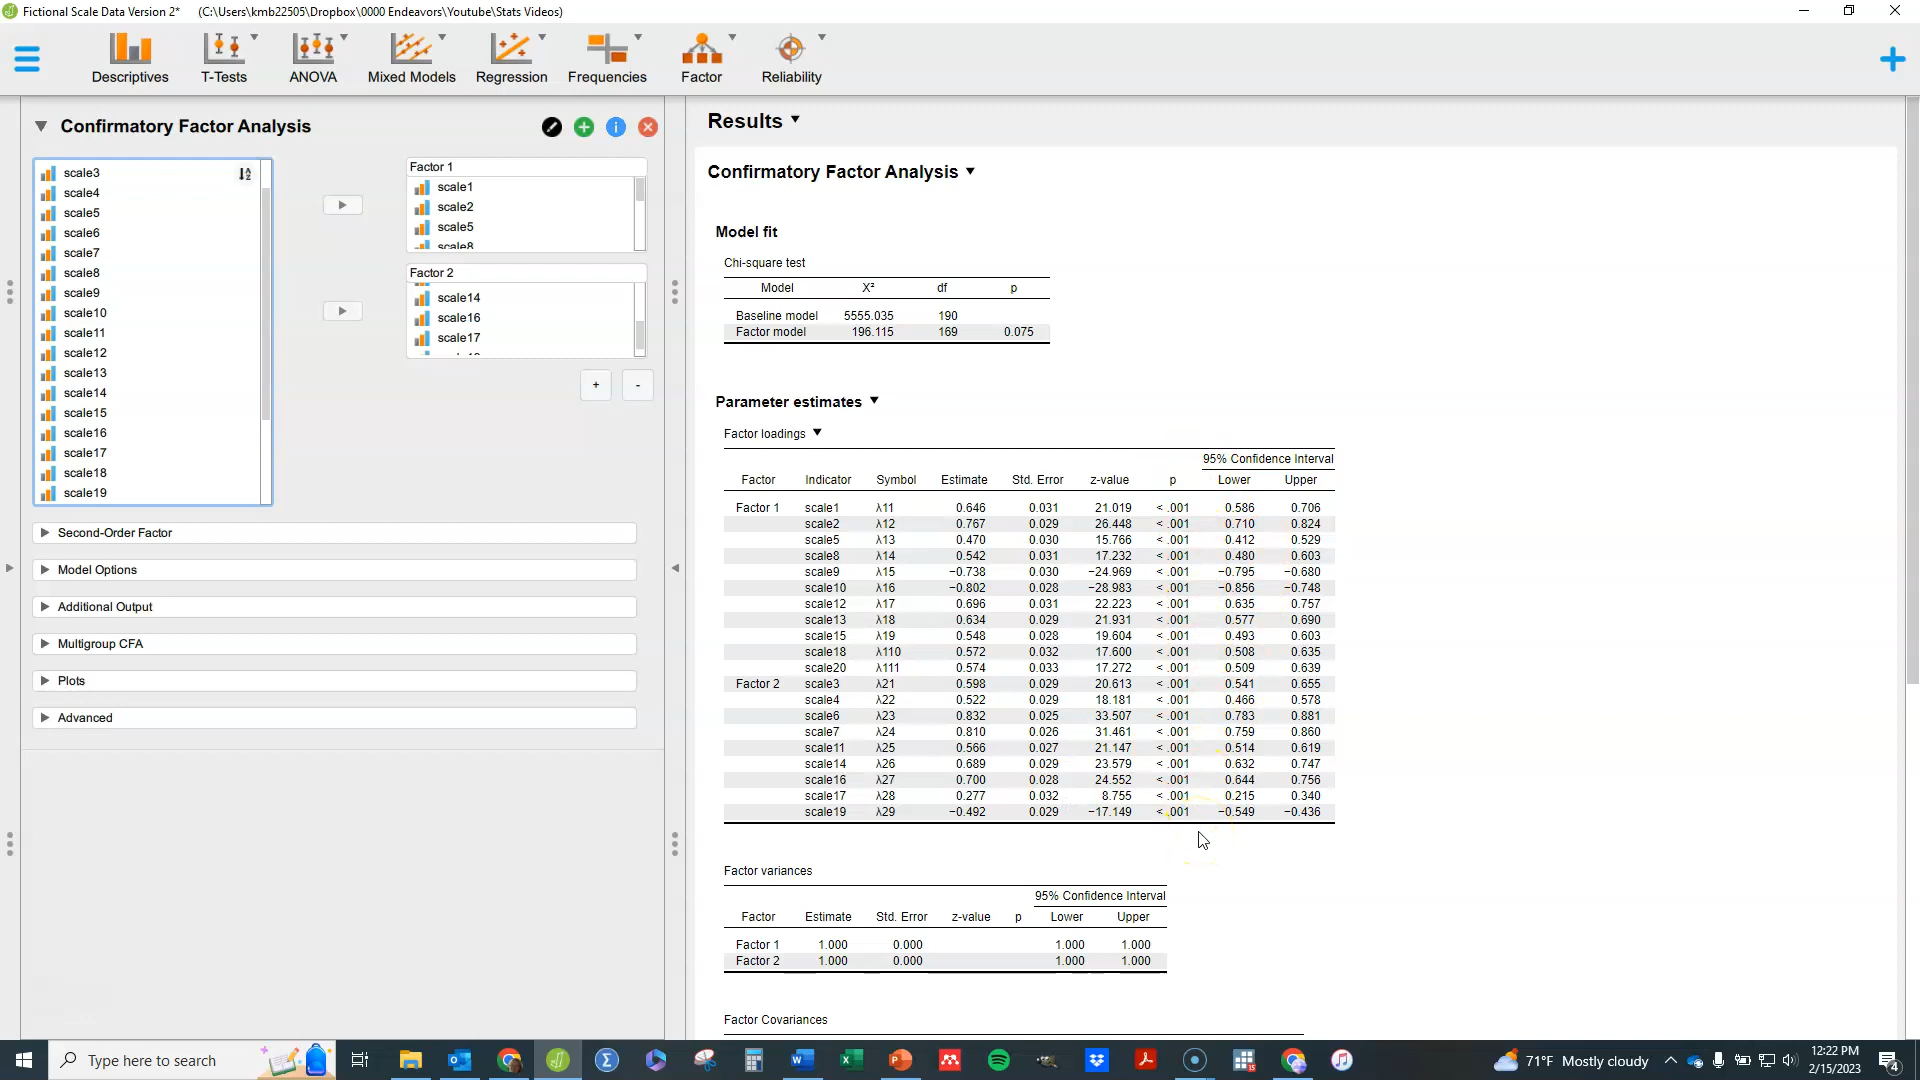 Fictional Scale Data Version 2* (C:\Users\kmb22505\Dropbox\0000 Endeavors\Youtube\Stats Videos)
Descriptives T-Tests ANOVA Mixed Models Regression Frequencies Factor Reliability
Confirmatory Factor Analysis
scale3
scale4
scale5
scale6
scale7
scale8
scale9
scale10
scale11
scale12
scale13
scale14
scale15
scale16
scale17
scale18
scale19
Factor 1
scale1
scale2
scale5
scale8
Factor 2
scale14
scale16
scale17
+ -
Second-Order Factor
Model Options
Additional Output
Multigroup CFA
Plots
Advanced
Results
Confirmatory Factor Analysis
Model fit
Chi-square test
Model X² df p
Baseline model 5555.035 190
Factor model 196.115 169 0.075
Parameter estimates
Factor loadings
95% Confidence Interval
Factor Indicator Symbol Estimate Std. Error z-value p Lower Upper
Factor 1 scale1 λ11 0.646 0.031 21.019 < .001 0.586 0.706
scale2 λ12 0.767 0.029 26.448 < .001 0.710 0.824
scale5 λ13 0.470 0.030 15.766 < .001 0.412 0.529
scale8 λ14 0.542 0.031 17.232 < .001 0.480 0.603
scale9 λ15 −0.738 0.030 −24.969 < .001 −0.795 −0.680
scale10 λ16 −0.802 0.028 −28.983 < .001 −0.856 −0.748
scale12 λ17 0.696 0.031 22.223 < .001 0.635 0.757
scale13 λ18 0.634 0.029 21.931 < .001 0.577 0.690
scale15 λ19 0.548 0.028 19.604 < .001 0.493 0.603
scale18 λ110 0.572 0.032 17.600 < .001 0.508 0.635
scale20 λ111 0.574 0.033 17.272 < .001 0.509 0.639
Factor 2 scale3 λ21 0.598 0.029 20.613 < .001 0.541 0.655
scale4 λ22 0.522 0.029 18.181 < .001 0.466 0.578
scale6 λ23 0.832 0.025 33.507 < .001 0.783 0.881
scale7 λ24 0.810 0.026 31.461 < .001 0.759 0.860
scale11 λ25 0.566 0.027 21.147 < .001 0.514 0.619
scale14 λ26 0.689 0.029 23.579 < .001 0.632 0.747
scale16 λ27 0.700 0.028 24.552 < .001 0.644 0.756
scale17 λ28 0.277 0.032 8.755 < .001 0.215 0.340
scale19 λ29 −0.492 0.029 −17.149 < .001 −0.549 −0.436
Factor variances
95% Confidence Interval
Factor Estimate Std. Error z-value p Lower Upper
Factor 1 1.000 0.000 1.000 1.000
Factor 2 1.000 0.000 1.000 1.000
Factor Covariances
Type here to search
71°F Mostly cloudy
12:22 PM
2/15/2023
4